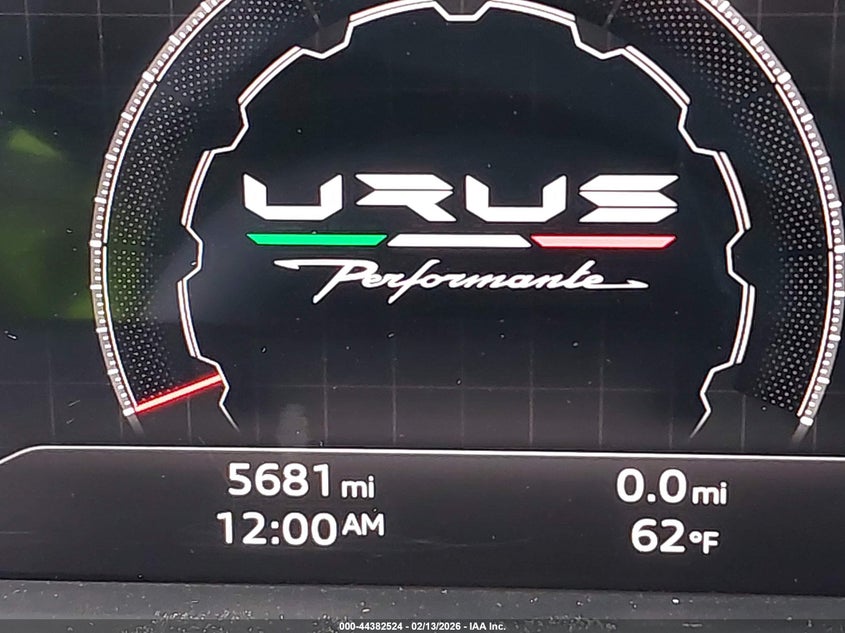 URUS
Performante
5681 mi
0.0 mi
12:00 AM
62°F
000-44382524 - 02/13/2026 - IAA Inc.